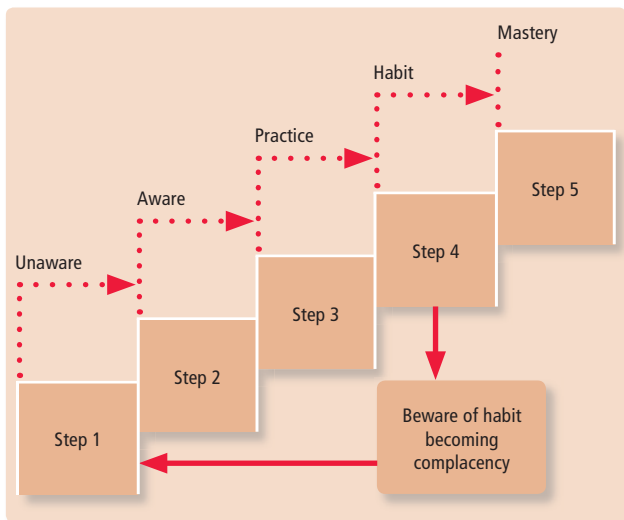 Mastery
Habit
Practice
Aware
Unaware
Step 5
Step 4
Step 3
Step 2
Step 1
Beware of habit
becoming
complacency